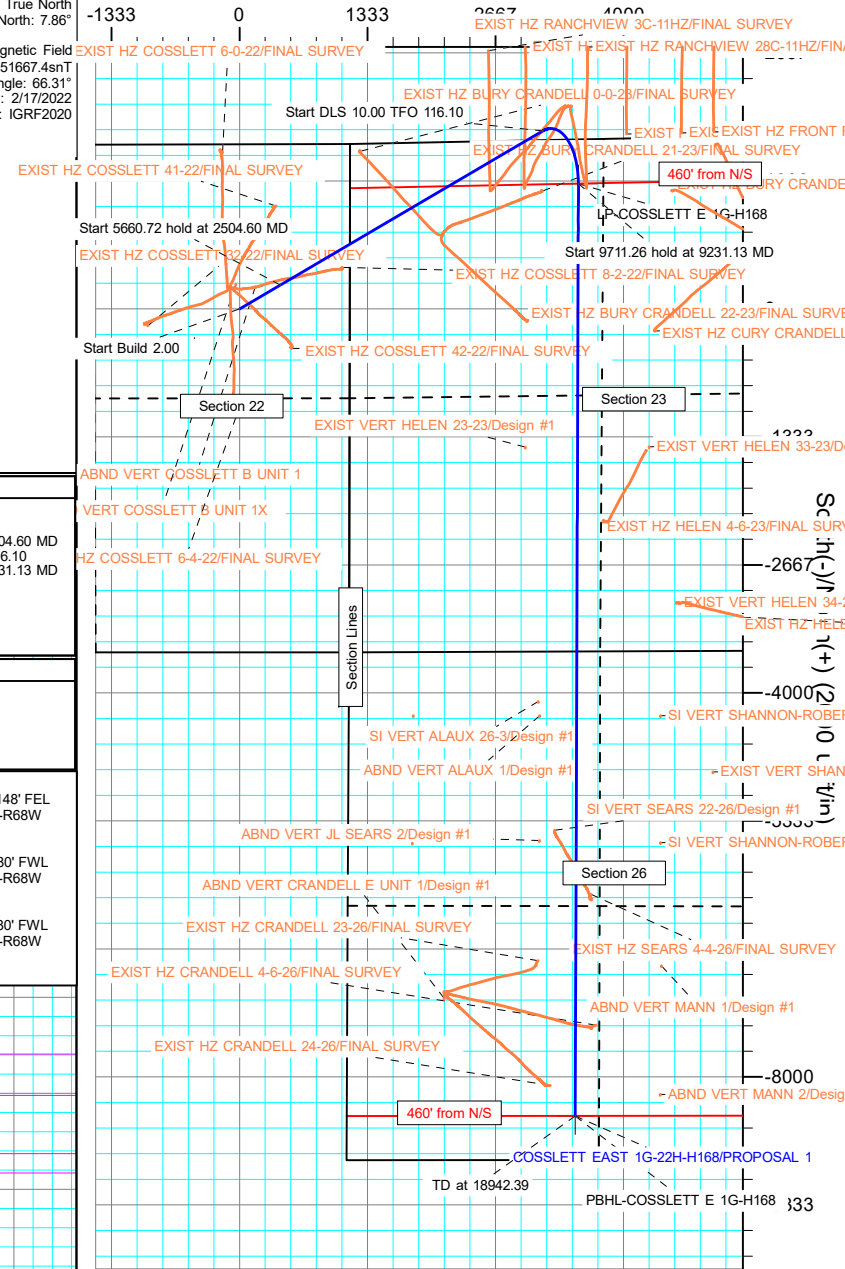 True North
North: 7.86°
agnetic Field
51667.4snT
ngle: 66.31°
: 2/17/2022
: IGRF2020
-1333
0
1333
2667
4000
EXIST HZ RANCHVIEW 3C-11HZ/FINAL SURVEY
EXIST HZ COSSLETT 6-0-22/FINAL SURVEY
EXIST HZ RANCHVIEW 28C-11HZ/FINA
EXIST HZ BURY CRANDELL 0-0-23/FINAL SURVEY
Start DLS 10.00 TFO 116.10
EXIST HZ FRONT
EXIST HZ BURY CRANDELL 21-23/FINAL SURVEY
EXIST HZ COSSLETT 41-22/FINAL SURVEY
460' from N/S
BURY CRANDE
LP-COSSLETT E 1G-H168
Start 5660.72 hold at 2504.60 MD
Start 9711.26 hold at 9231.13 MD
EXIST HZ COSSLETT 32-22/FINAL SURVEY
EXIST HZ COSSLETT 8-2-22/FINAL SURVEY
EXIST HZ BURY CRANDELL 22-23/FINAL SURVE
EXIST HZ CURY CRANDELL
Start Build 2.00
EXIST HZ COSSLETT 42-22/FINAL SURVEY
Section 22
Section 23
EXIST VERT HELEN 23-23/Design #1
EXIST VERT HELEN 33-23/D
ABND VERT COSSLETT B UNIT 1
VERT COSSLETT B UNIT 1X
EXIST HZ HELEN 4-6-23/FINAL SURV
04.60 MD
6.10
31.13 MD
HZ COSSLETT 6-4-22/FINAL SURVEY
-2667
EXIST VERT HELEN 34-2
EXIST HZ HELE
Section Lines
-4000
SI VERT SHANNON-ROBER
SI VERT ALAUX 26-3/Design #1
ABND VERT ALAUX 1/Design #1
EXIST VERT SHAN
148' FEL
-R68W
SI VERT SEARS 22-26/Design #1
ABND VERT JL SEARS 2/Design #1
SI VERT SHANNON-ROBER
30' FWL
-R68W
Section 26
ABND VERT CRANDELL E UNIT 1/Design #1
30' FWL
-R68W
EXIST HZ CRANDELL 23-26/FINAL SURVEY
EXIST HZ SEARS 4-4-26/FINAL SURVEY
EXIST HZ CRANDELL 4-6-26/FINAL SURVEY
ABND VERT MANN 1/Design #1
EXIST HZ CRANDELL 24-26/FINAL SURVEY
-8000
ABND VERT MANN 2/Desig
460' from N/S
COSSLETT EAST 1G-22H-H168/PROPOSAL 1
TD at 18942.39
PBHL-COSSLETT E 1G-H168